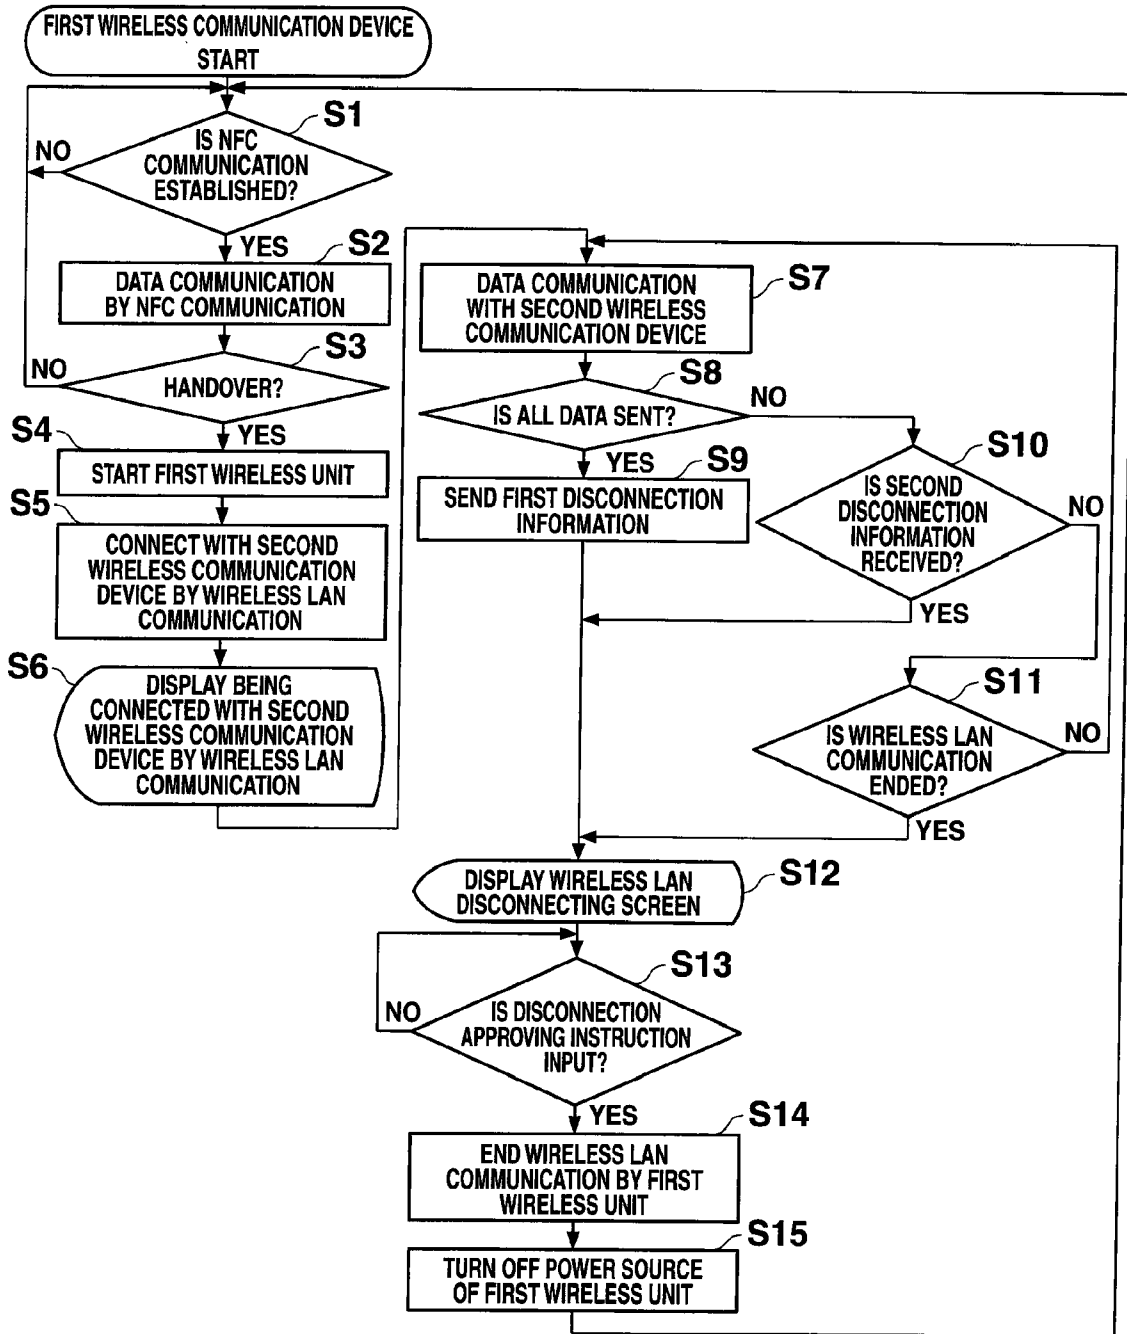 FIRST WIRELESS COMMUNICATION DEVICE
START
S1
IS NFC
COMMUNICATION
ESTABLISHED?
NO
YES
S2
DATA COMMUNICATION
BY NFC COMMUNICATION
S3
HANDOVER?
NO
YES
S4
START FIRST WIRELESS UNIT
S5
CONNECT WITH SECOND
WIRELESS COMMUNICATION
DEVICE BY WIRELESS LAN
COMMUNICATION
S6
DISPLAY BEING
CONNECTED WITH SECOND
WIRELESS COMMUNICATION
DEVICE BY WIRELESS LAN
COMMUNICATION
S7
DATA COMMUNICATION
WITH SECOND WIRELESS
COMMUNICATION DEVICE
S8
IS ALL DATA SENT?
NO
YES
S9
SEND FIRST DISCONNECTION
INFORMATION
S10
IS SECOND
DISCONNECTION
INFORMATION
RECEIVED?
NO
YES
S11
IS WIRELESS LAN
COMMUNICATION
ENDED?
NO
YES
S12
DISPLAY WIRELESS LAN
DISCONNECTING SCREEN
S13
IS DISCONNECTION
APPROVING INSTRUCTION
INPUT?
NO
YES
S14
END WIRELESS LAN
COMMUNICATION BY FIRST
WIRELESS UNIT
S15
TURN OFF POWER SOURCE
OF FIRST WIRELESS UNIT